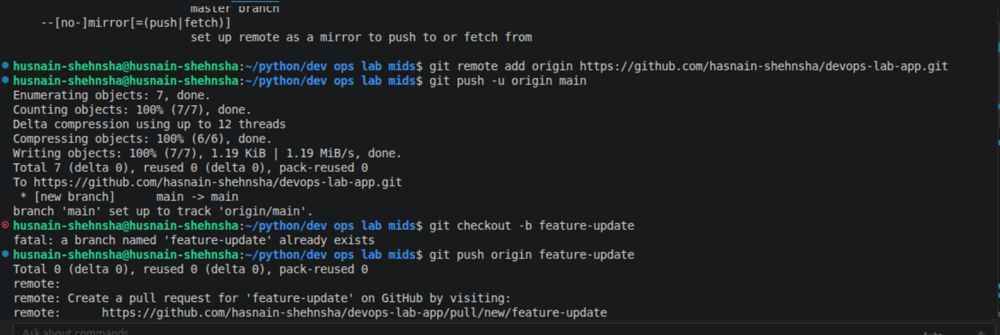 master branch
--[no-]mirror[=(push|fetch)]
set up remote as a mirror to push to or fetch from
husnain-shehnsha@husnain-shehnsha:~/python/dev ops lab mids$ git remote add origin https://github.com/hasnain-shehnsha/devops-lab-app.git
husnain-shehnsha@husnain-shehnsha:~/python/dev ops lab mids$ git push -u origin main
Enumerating objects: 7, done.
Counting objects: 100% (7/7), done.
Delta compression using up to 12 threads
Compressing objects: 100% (6/6), done.
Writing objects: 100% (7/7), 1.19 KiB | 1.19 MiB/s, done.
Total 7 (delta 0), reused 0 (delta 0), pack-reused 0
To https://github.com/hasnain-shehnsha/devops-lab-app.git
 * [new branch]      main -> main
branch 'main' set up to track 'origin/main'.
husnain-shehnsha@husnain-shehnsha:~/python/dev ops lab mids$ git checkout -b feature-update
fatal: a branch named 'feature-update' already exists
husnain-shehnsha@husnain-shehnsha:~/python/dev ops lab mids$ git push origin feature-update
Total 0 (delta 0), reused 0 (delta 0), pack-reused 0
remote:
remote: Create a pull request for 'feature-update' on GitHub by visiting:
remote:      https://github.com/hasnain-shehnsha/devops-lab-app/pull/new/feature-update
Ask about commands
Auto